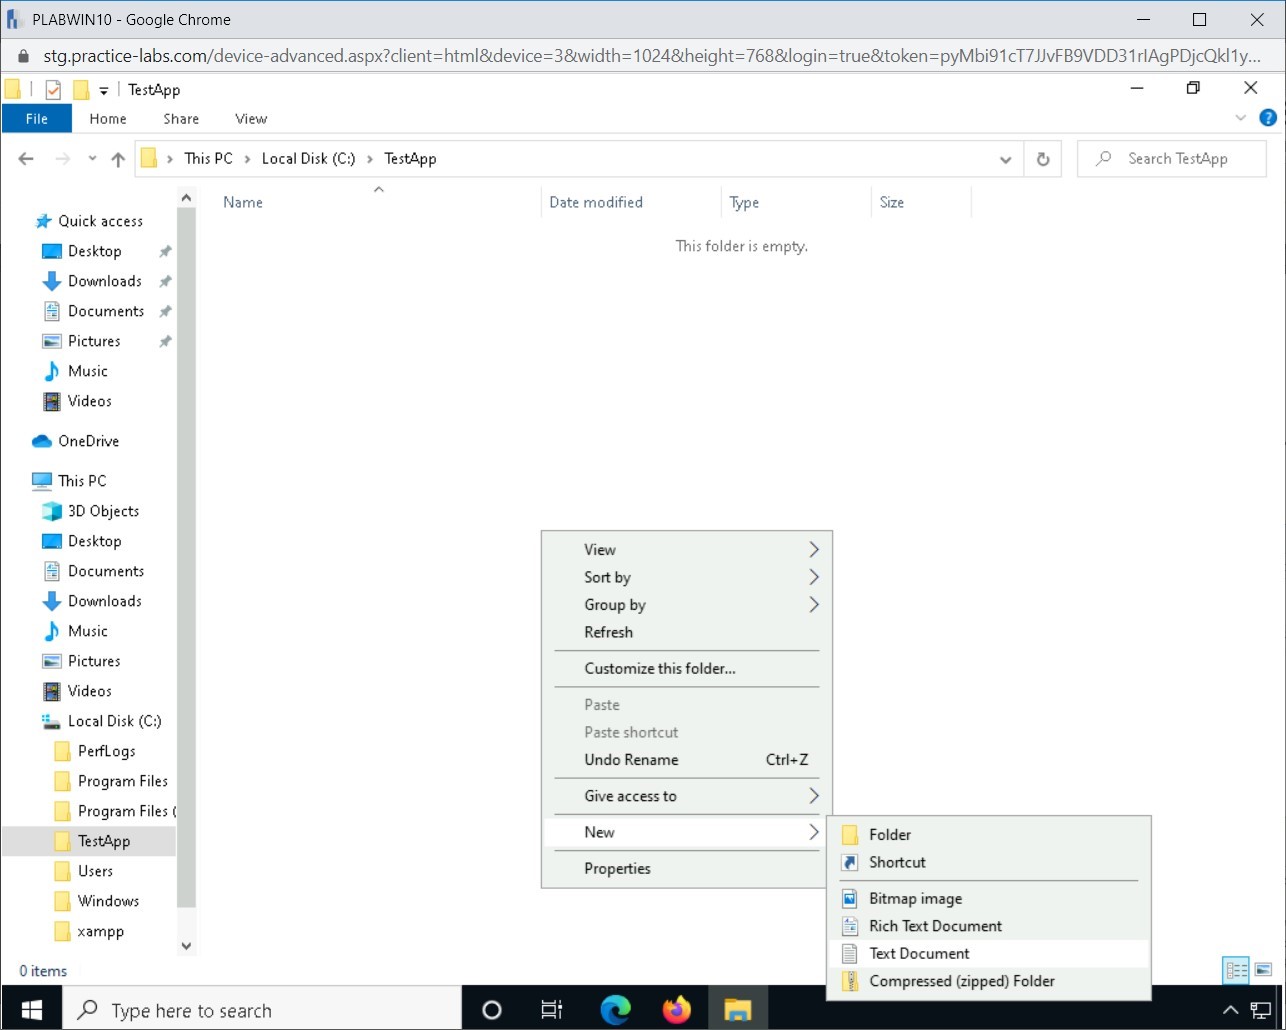 PLABWIN10 - Google Chrome
stg.practice-labs.com/device-advanced.aspx?client=html&device=3&width=1024&height=768&login=true&token=pyMbi91cT7JJvFB9VDD31rIAgPDjcQkl1y...
TestApp
File Home Share View
This PC Local Disk (C:) TestApp
Search TestApp
Name Date modified Type Size
This folder is empty.
Quick access
Desktop
Downloads
Documents
Pictures
Music
Videos
OneDrive
This PC
3D Objects
Desktop
Documents
Downloads
Music
Pictures
Videos
Local Disk (C:)
PerfLogs
Program Files
Program Files (
TestApp
Users
Windows
xampp
View
Sort by
Group by
Refresh
Customize this folder...
Paste
Paste shortcut
Undo Rename Ctrl+Z
Give access to
New
Properties
Folder
Shortcut
Bitmap image
Rich Text Document
Text Document
Compressed (zipped) Folder
0 items
Type here to search